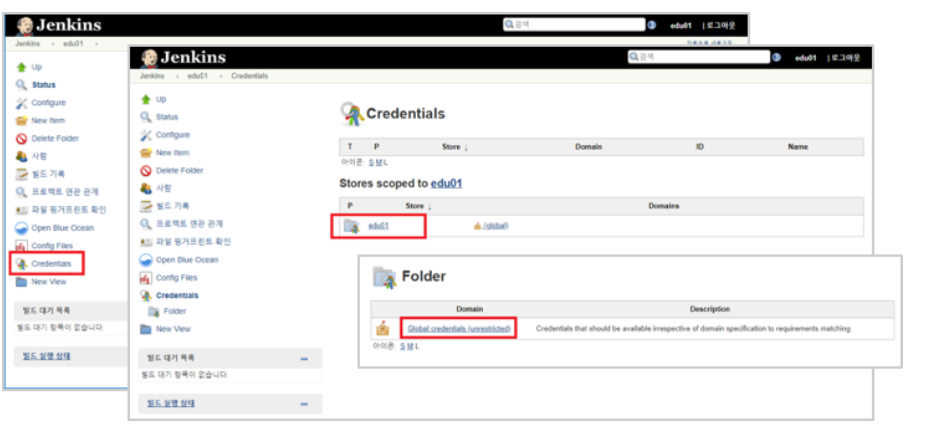 Jenkins
검색
edu01 | 로그아웃
Jenkins › edu01 ›
Up
Status
Configure
New Item
Delete Folder
사람
빌드 기록
프로젝트 연관 관계
파일 핑거프린트 확인
Open Blue Ocean
Config Files
Credentials
New View
빌드 대기 목록
빌드 대기 항목이 없습니다.
빌드 실행 상태
Jenkins
검색
edu01 | 로그아웃
Jenkins › edu01 › Credentials
Up
Status
Configure
New Item
Delete Folder
사람
빌드 기록
프로젝트 연관 관계
파일 핑거프린트 확인
Open Blue Ocean
Config Files
Credentials
Folder
New View
빌드 대기 목록
빌드 대기 항목이 없습니다.
빌드 실행 상태
Credentials
T P Store ↓ Domain ID Name
아이콘: S M L
Stores scoped to edu01
P Store ↓ Domains
edu01 (global)
Folder
Domain Description
Global credentials (unrestricted) Credentials that should be available irrespective of domain specification to requirements matching.
아이콘: S M L